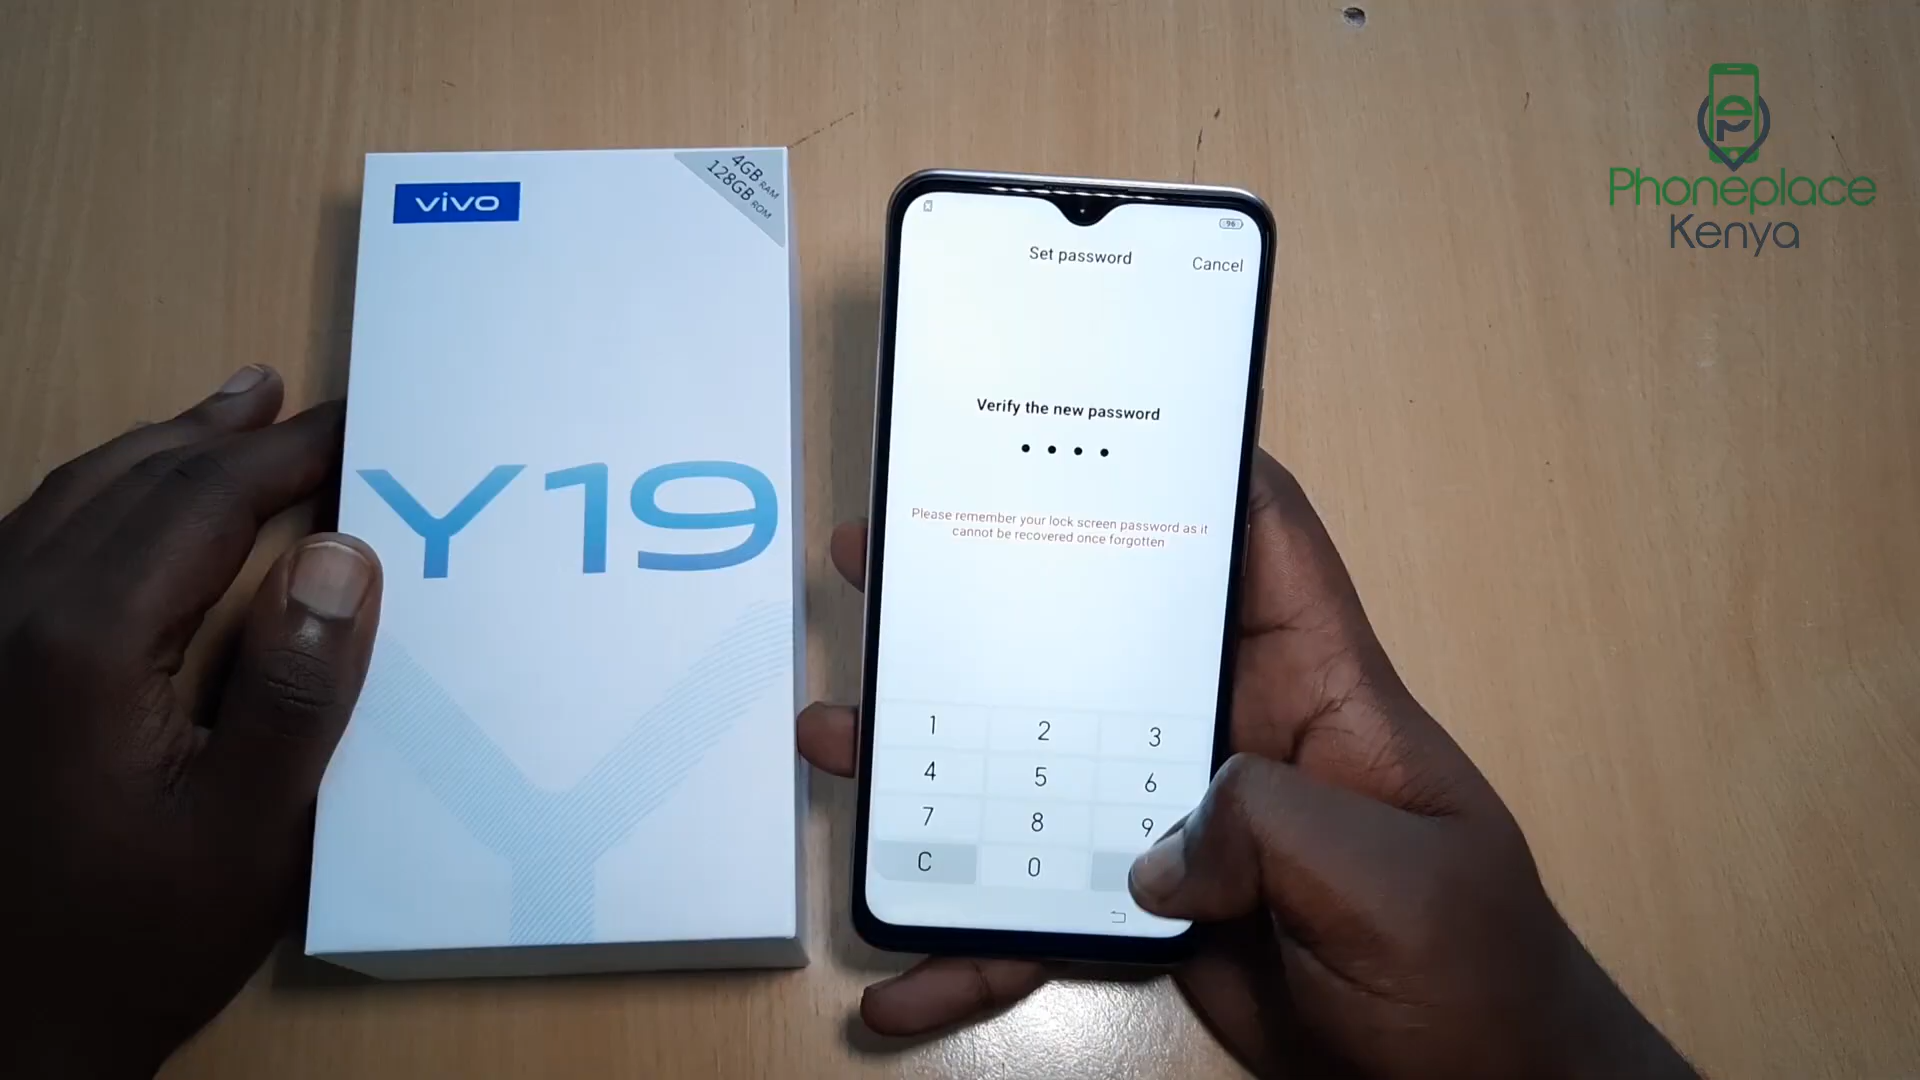 vivo
4GB RAM
128GB ROM
Y19
96
Set password
Cancel
Verify the new password
Please remember your lock screen password as it
cannot be recovered once forgotten
1 2 3
4 5 6
7 8 9
C 0
Phoneplace
Kenya